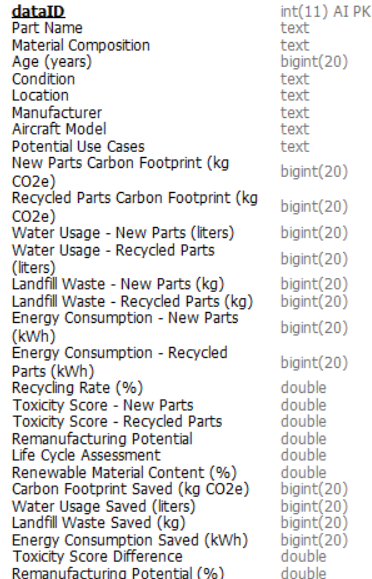 dataID int(11) AI PK
Part Name text
Material Composition text
Age (years) bigint(20)
Condition text
Location text
Manufacturer text
Aircraft Model text
Potential Use Cases text
New Parts Carbon Footprint (kg
CO2e) bigint(20)
Recycled Parts Carbon Footprint (kg
CO2e) bigint(20)
Water Usage - New Parts (liters) bigint(20)
Water Usage - Recycled Parts
(liters) bigint(20)
Landfill Waste - New Parts (kg) bigint(20)
Landfill Waste - Recycled Parts (kg) bigint(20)
Energy Consumption - New Parts
(kWh) bigint(20)
Energy Consumption - Recycled
Parts (kWh) bigint(20)
Recycling Rate (%) double
Toxicity Score - New Parts double
Toxicity Score - Recycled Parts double
Remanufacturing Potential double
Life Cycle Assessment double
Renewable Material Content (%) double
Carbon Footprint Saved (kg CO2e) bigint(20)
Water Usage Saved (liters) bigint(20)
Landfill Waste Saved (kg) bigint(20)
Energy Consumption Saved (kWh) bigint(20)
Toxicity Score Difference double
Remanufacturing Potential (%) double